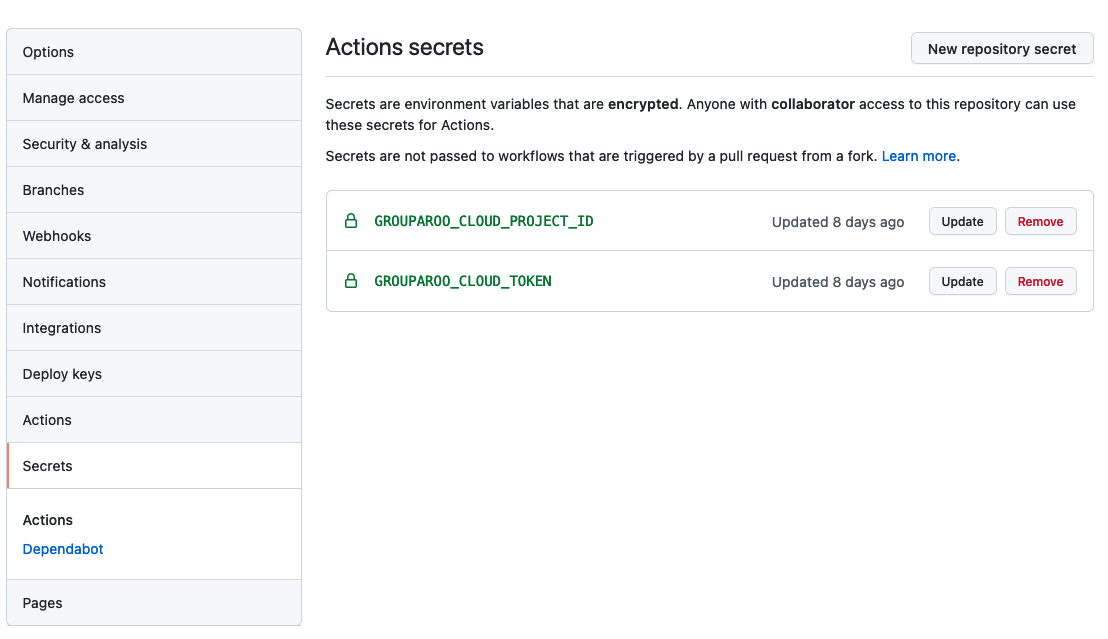 Options
Manage access
Security & analysis
Branches
Webhooks
Notifications
Integrations
Deploy keys
Actions
Secrets
Actions
Dependabot
Pages
Actions secrets
New repository secret
Secrets are environment variables that are encrypted. Anyone with collaborator access to this repository can use
these secrets for Actions.
Secrets are not passed to workflows that are triggered by a pull request from a fork. Learn more.
GROUPAROO_CLOUD_PROJECT_ID Updated 8 days ago Update Remove
GROUPAROO_CLOUD_TOKEN Updated 8 days ago Update Remove